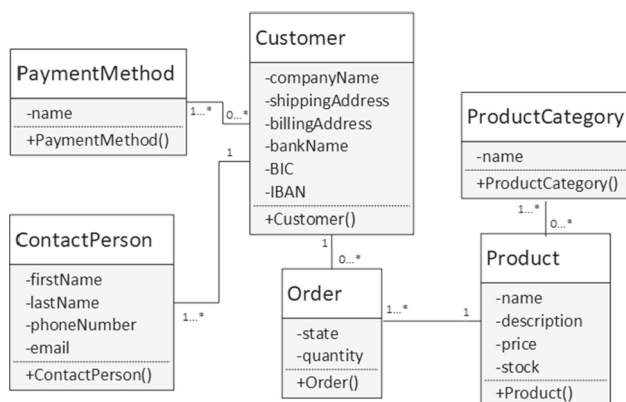 PaymentMethod
-name
+PaymentMethod()
1...*
0...*
Customer
-companyName
-shippingAddress
-billingAddress
-bankName
-BIC
-IBAN
+Customer()
1
1
0...*
ContactPerson
-firstName
-lastName
-phoneNumber
-email
+ContactPerson()
1...*
Order
-state
-quantity
+Order()
1...*
1
ProductCategory
-name
+ProductCategory()
1...*
0...*
Product
-name
-description
-price
-stock
+Product()